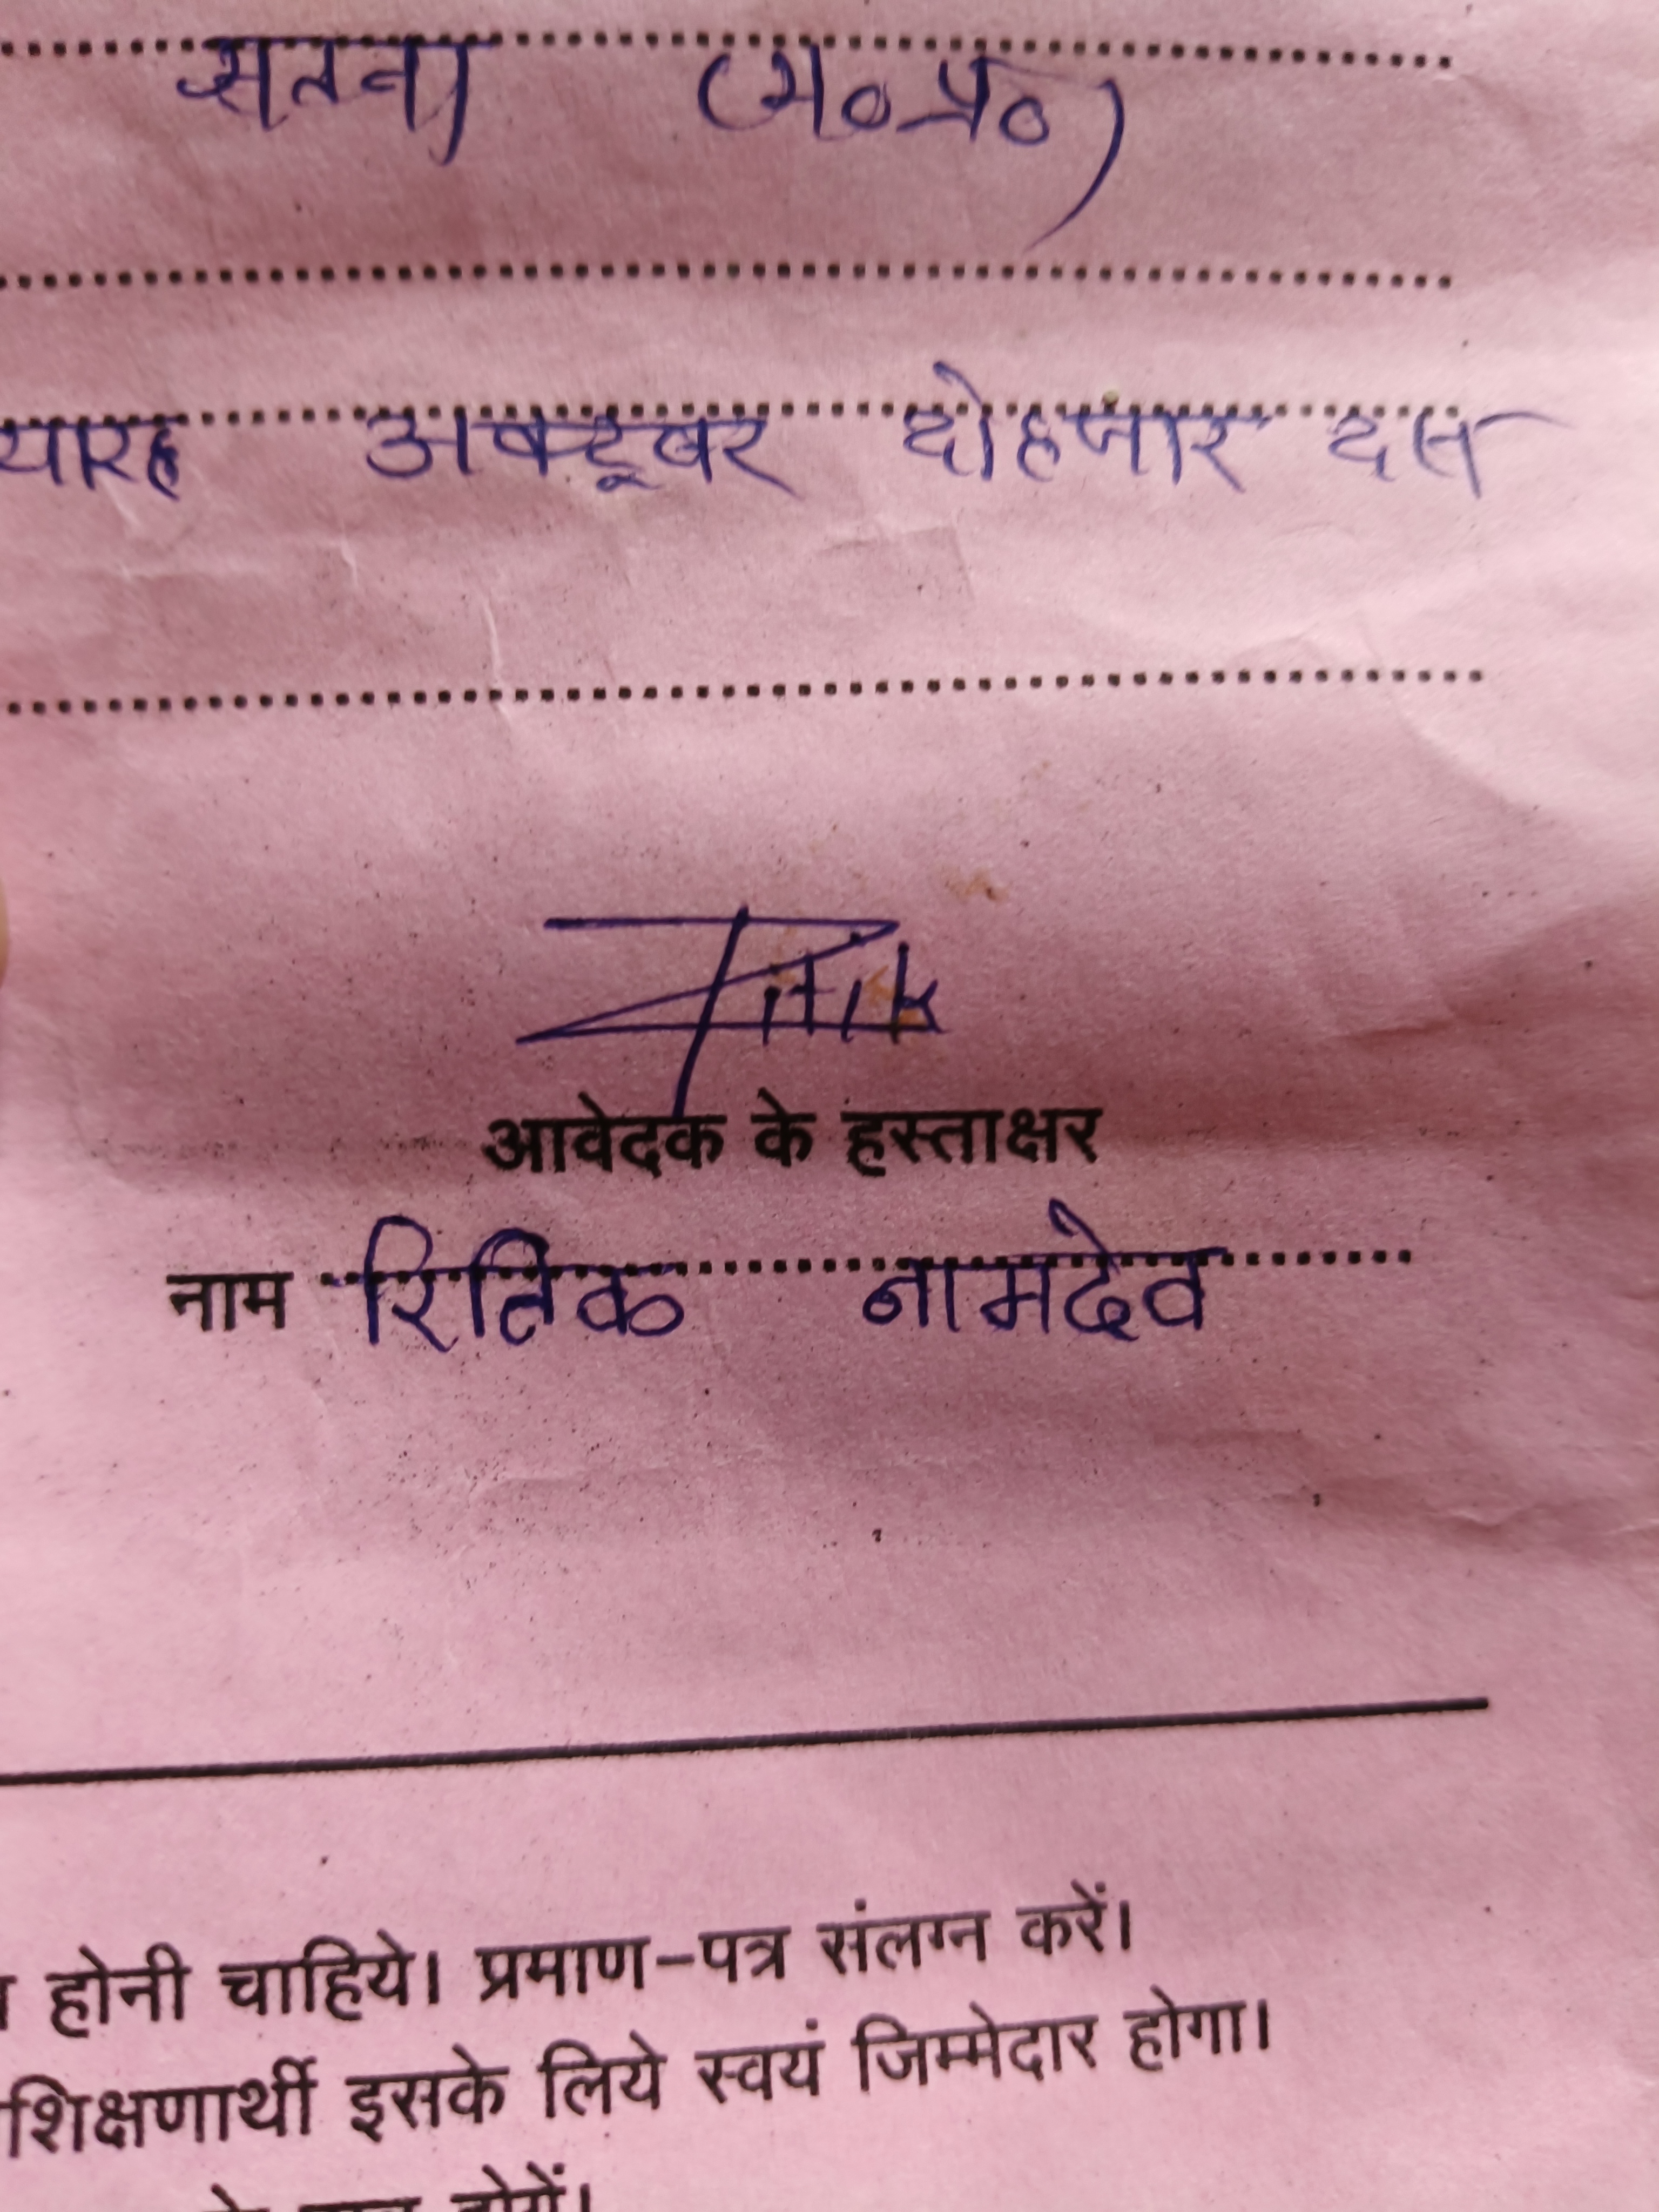 सतना (म०प्र०)
यारह अक्टूबर दोहजार दस
Ritik
आवेदक के हस्ताक्षर
नाम रितिक नामदेव
होनी चाहिये। प्रमाण-पत्र संलग्न करें।
शिक्षणार्थी इसके लिये स्वयं जिम्मेदार होगा।
होगें।